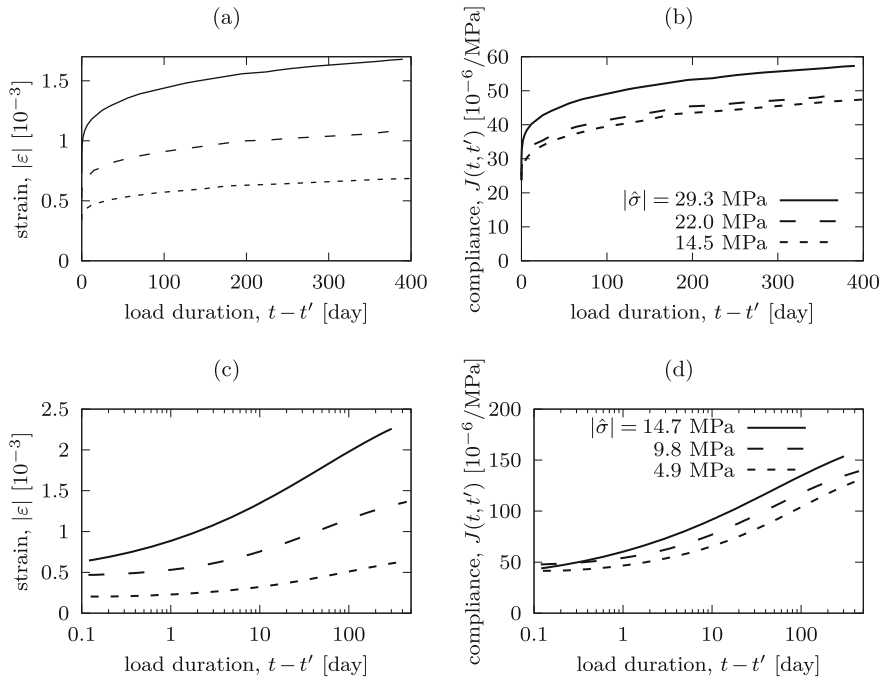 (a)
strain, |ε| [10⁻³]
1.5
1
0.5
0
0 100 200 300 400
load duration, t − t′ [day]
(b)
compliance, J(t, t′) [10⁻⁶/MPa]
60
50
40
30
20
10
0
|σ̂| = 29.3 MPa
22.0 MPa
14.5 MPa
0 100 200 300 400
load duration, t − t′ [day]
(c)
strain, |ε| [10⁻³]
2.5
2
1.5
1
0.5
0
0.1 1 10 100
load duration, t − t′ [day]
(d)
compliance, J(t, t′) [10⁻⁶/MPa]
200
150
100
50
0
|σ̂| = 14.7 MPa
9.8 MPa
4.9 MPa
0.1 1 10 100
load duration, t − t′ [day]